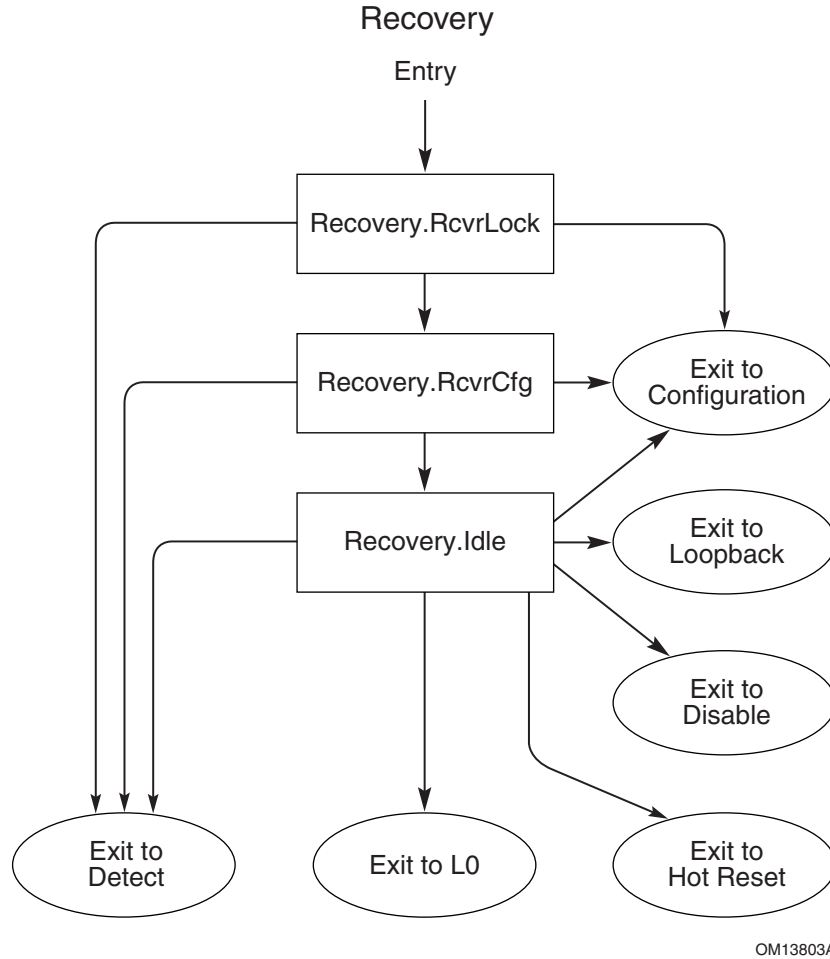 Recovery
Entry
Recovery.RcvrLock
Recovery.RcvrCfg
Exit to
Configuration
Recovery.Idle
Exit to
Loopback
Exit to
Disable
Exit to
Detect
Exit to L0
Exit to
Hot Reset
OM13803A